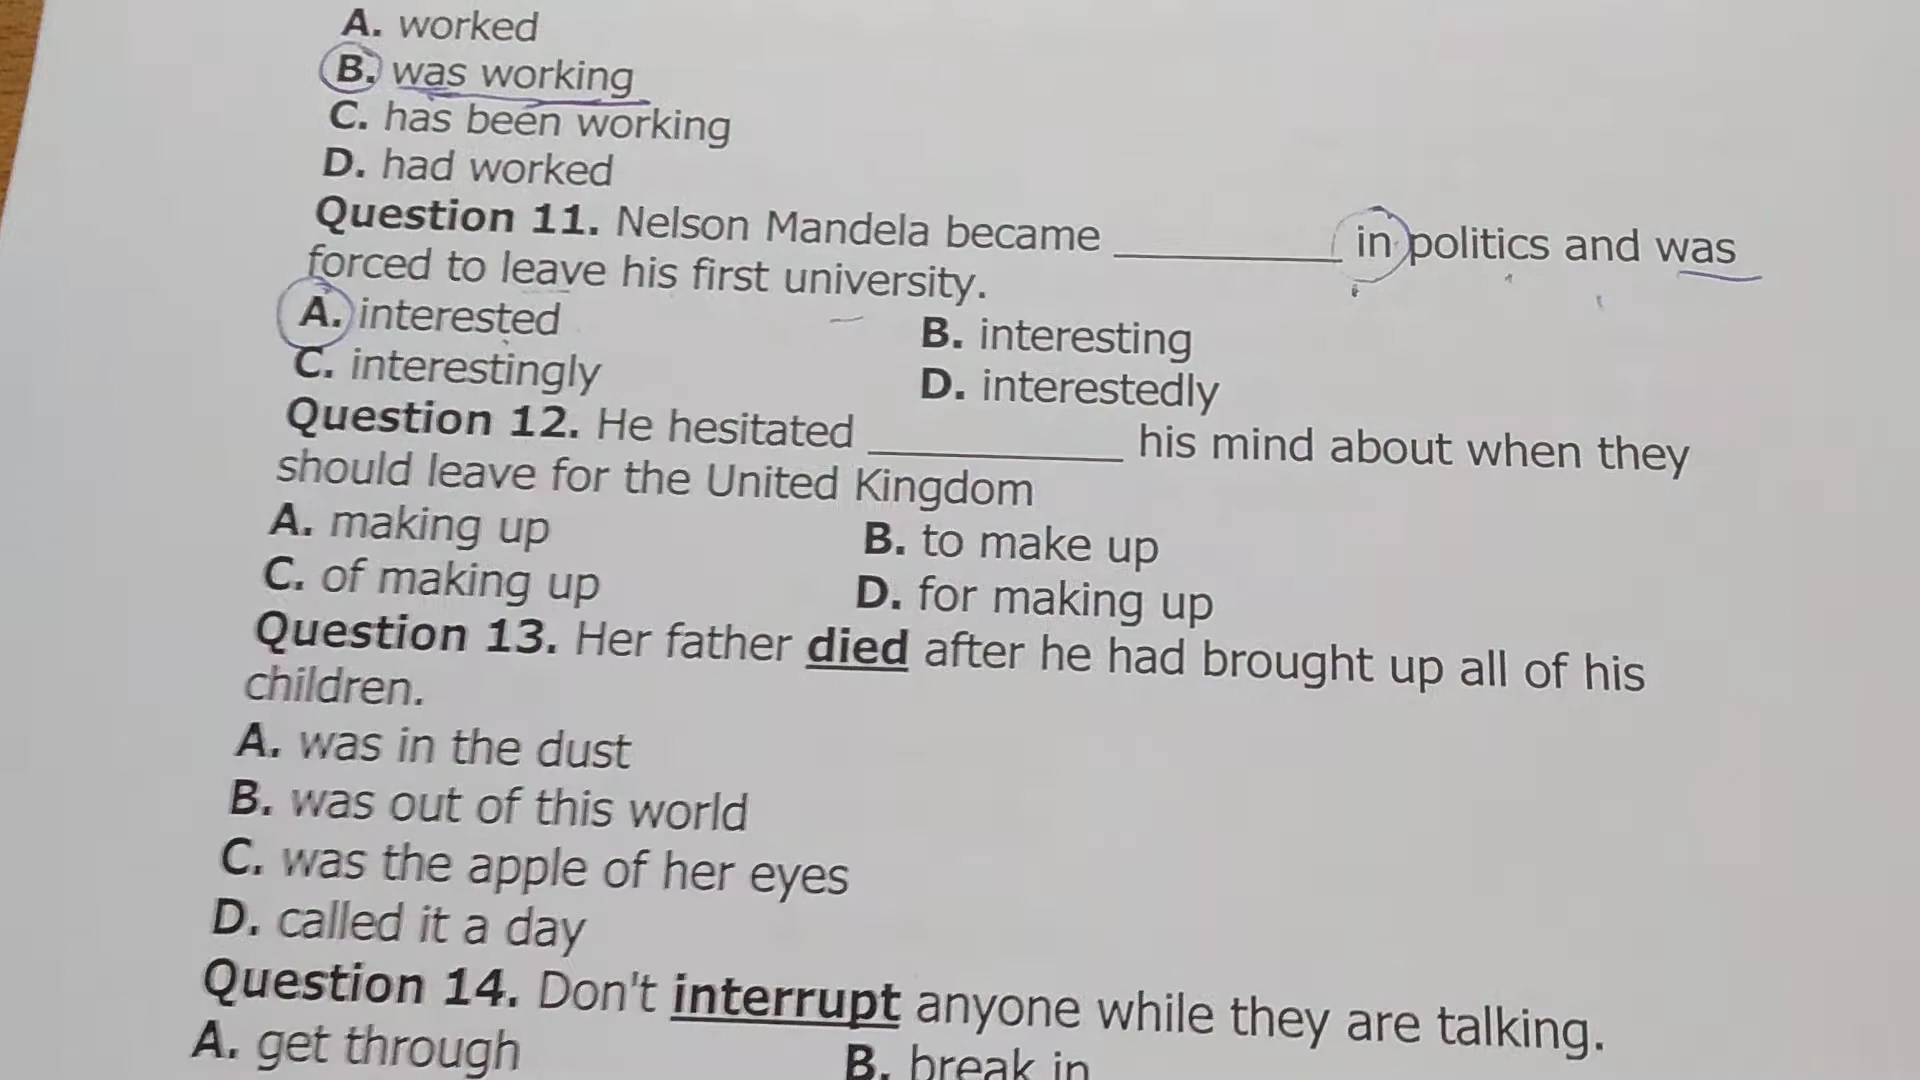 A. worked
B. was working
C. has been working
D. had worked
Question 11. Nelson Mandela became __________ in politics and was
forced to leave his first university.
A. interested B. interesting
C. interestingly D. interestedly
Question 12. He hesitated __________ his mind about when they
should leave for the United Kingdom
A. making up B. to make up
C. of making up D. for making up
Question 13. Her father died after he had brought up all of his
children.
A. was in the dust
B. was out of this world
C. was the apple of her eyes
D. called it a day
Question 14. Don't interrupt anyone while they are talking.
A. get through B. break in